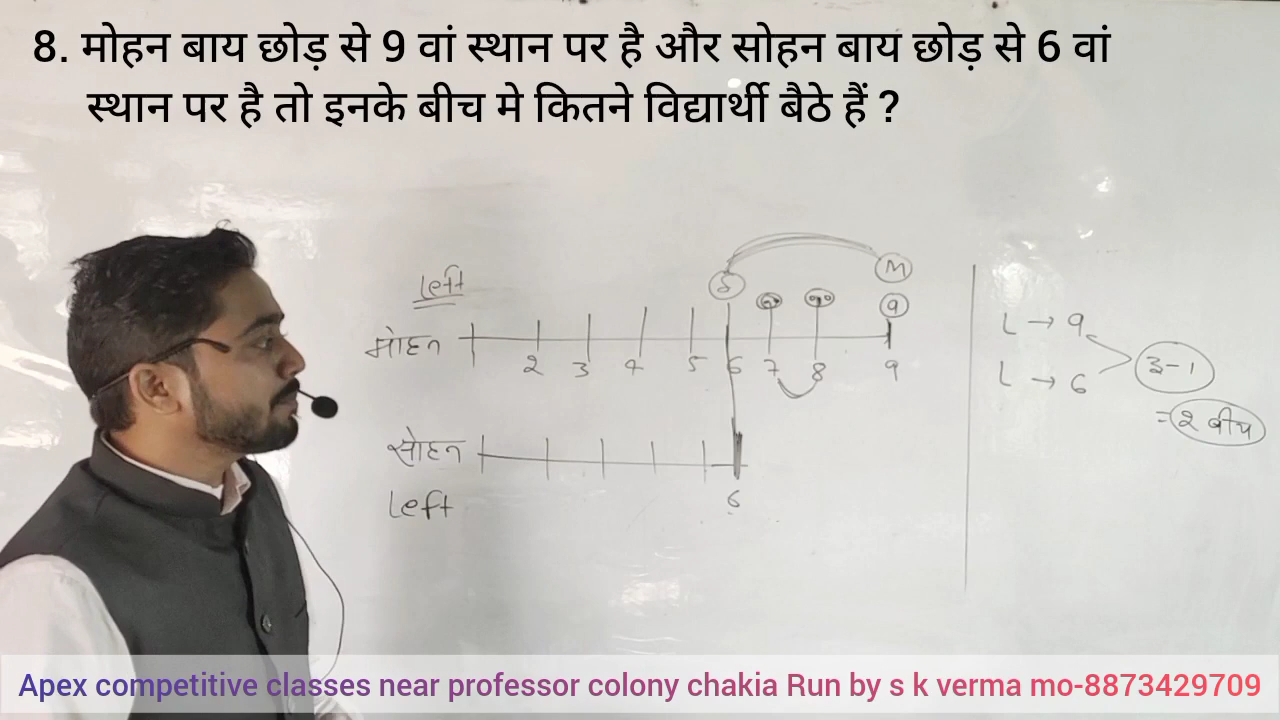 8. मोहन बाय छोड़ से 9 वां स्थान पर है और सोहन बाय छोड़ से 6 वां
स्थान पर है तो इनके बीच मे कितने विद्यार्थी बैठे हैं ?
Left
S M
9
मोहन
2 3 4 5 6 7 8 9
L → 9
L → 6
3-1
= 2 बीच
सोहन
Left
6
Apex competitive classes near professor colony chakia Run by s k verma mo-8873429709